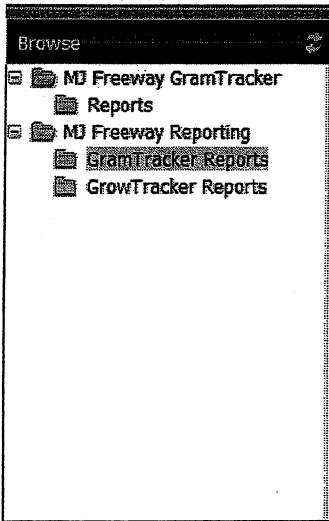 Browse
MJ Freeway GramTracker
Reports
MJ Freeway Reporting
GramTracker Reports
GrowTracker Reports